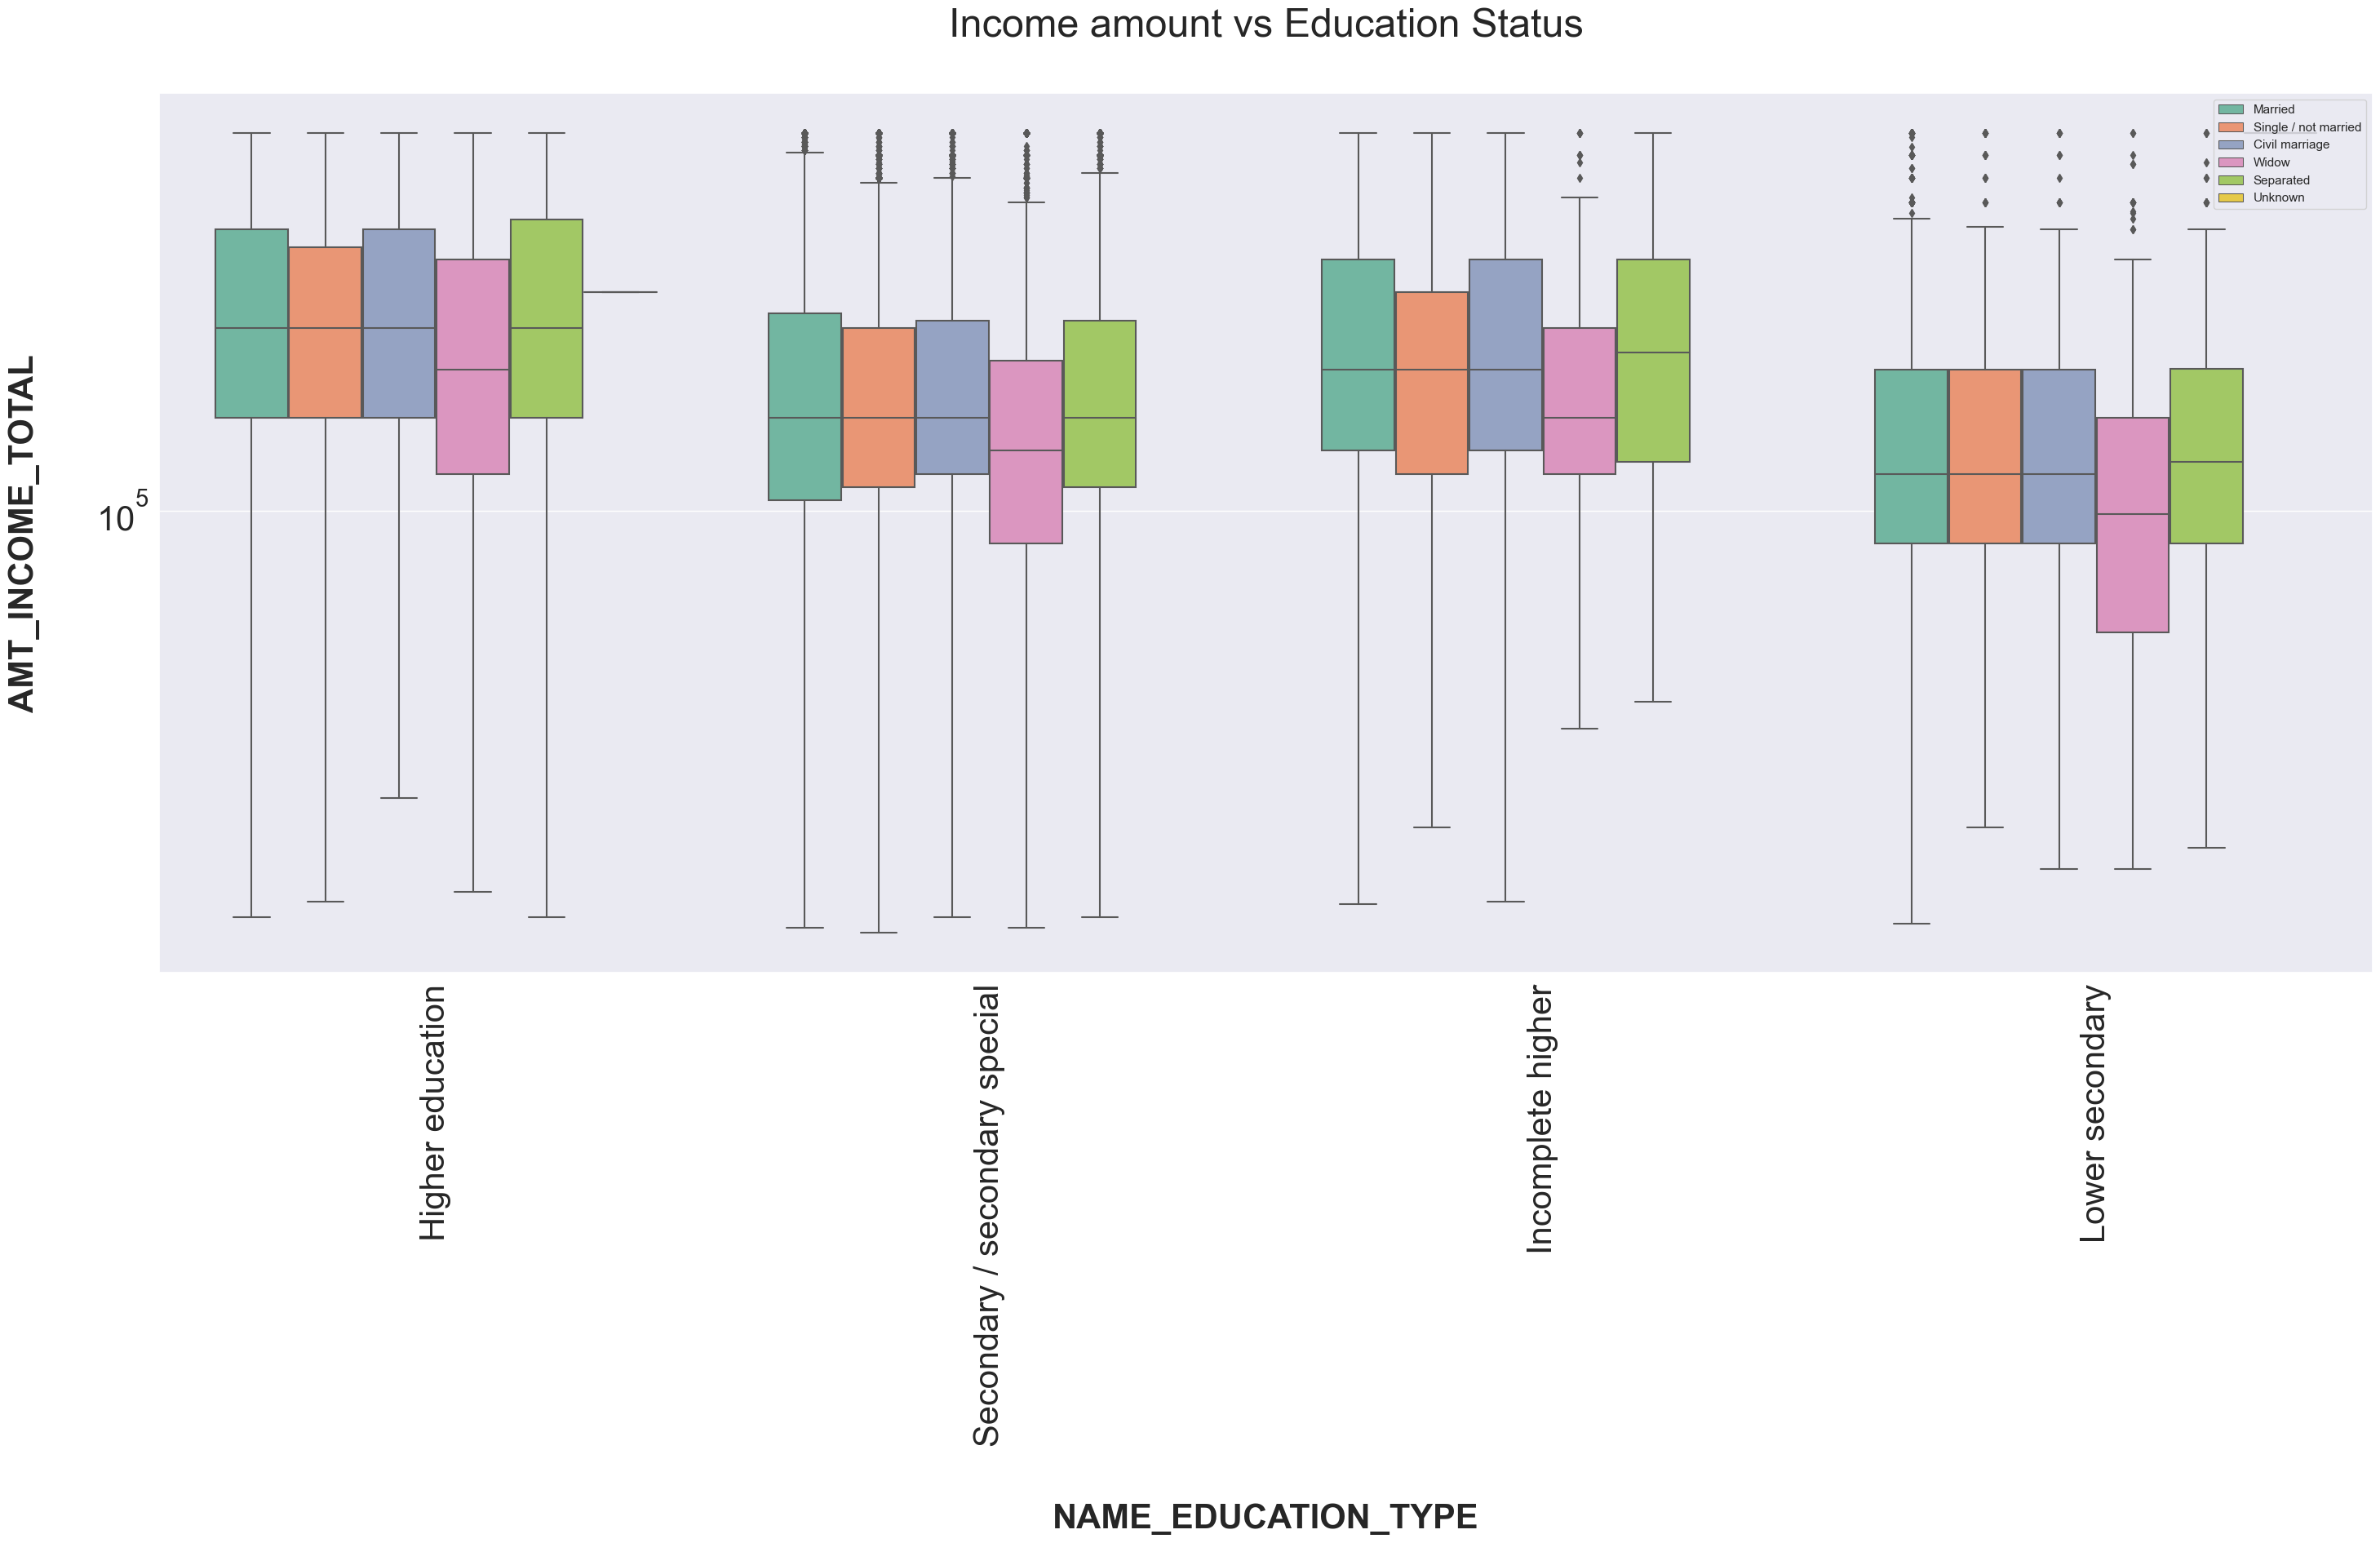 Income amount vs Education Status
Married
Single / not married
Civil marriage
Widow
Separated
Unknown
AMT_INCOME_TOTAL
10^5
Higher education
Secondary / secondary special
Incomplete higher
Lower secondary
NAME_EDUCATION_TYPE